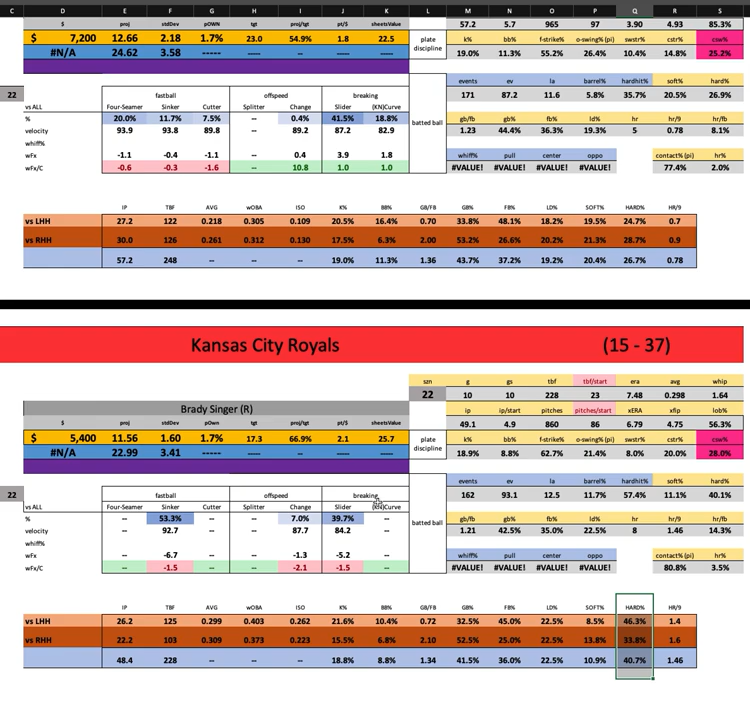 C D E F G H I J K L M N O P Q R S
$ proj stdDev pOWN tgt proj/tgt pt/$ sheetsValue 57.2 5.7 965 97 3.90 4.93 85.3%
$ 7,200 12.66 2.18 1.7% 23.0 54.9% 1.8 22.5 plate discipline k% bb% f-strike% o-swing% (pi) swstr% cstr% csw%
#N/A 24.62 3.58 ----- ---- --- ---- ---- 19.0% 11.3% 55.2% 26.4% 10.4% 14.8% 25.2%
events ev la barrel% hardhit% soft% hard%
22 fastball offspeed breaking 171 87.2 11.6 5.8% 35.7% 20.5% 26.9%
vs ALL Four-Seamer Sinker Cutter Splitter Change Slider (KN)Curve batted ball
% 20.0% 11.7% 7.5% -- 0.4% 41.5% 18.8% gb/fb gb% fb% ld% hr hr/9 hr/fb
velocity 93.9 93.8 89.8 -- 89.2 87.2 82.9 1.23 44.4% 36.3% 19.3% 5 0.78 8.1%
whiff%
wFx -1.1 -0.4 -1.1 -- 0.4 3.9 1.8 whiff% pull center oppo contact% (pi) hr%
wFx/C -0.6 -0.3 -1.6 -- 10.8 1.0 1.0 #VALUE! #VALUE! #VALUE! #VALUE! 77.4% 2.0%
IP TBF AVG wOBA ISO K% BB% GB/FB GB% FB% LD% SOFT% HARD% HR/9
vs LHH 27.2 122 0.218 0.305 0.109 20.5% 16.4% 0.70 33.8% 48.1% 18.2% 19.5% 24.7% 0.7
vs RHH 30.0 126 0.261 0.312 0.130 17.5% 6.3% 2.00 53.2% 26.6% 20.2% 21.3% 28.7% 0.9
57.2 248 -- -- -- 19.0% 11.3% 1.36 43.7% 37.2% 19.2% 20.4% 26.7% 0.78
Kansas City Royals (15 - 37)
szn g gs tbf tbf/start era avg whip
22 10 10 228 23 7.48 0.298 1.64
Brady Singer (R) ip ip/start pitches pitches/start xERA xfip lob%
$ proj stdDev pOwn tgt proj/tgt pt/$ sheetsValue 49.1 4.9 860 86 6.79 4.75 56.3%
$ 5,400 11.56 1.60 1.7% 17.3 66.9% 2.1 25.7 plate discipline k% bb% f-strike% o-swing% (pi) swstr% cstr% csw%
#N/A 22.99 3.41 ----- ---- --- ---- ---- 18.9% 8.8% 62.7% 21.4% 8.0% 20.0% 28.0%
events ev la barrel% hardhit% soft% hard%
22 fastball offspeed breaking 162 93.1 12.5 11.7% 57.4% 11.1% 40.1%
vs ALL Four-Seamer Sinker Cutter Splitter Change Slider (KN)Curve batted ball
% -- 53.3% -- -- 7.0% 39.7% -- gb/fb gb% fb% ld% hr hr/9 hr/fb
velocity -- 92.7 -- -- 87.7 84.2 -- 1.21 42.5% 35.0% 22.5% 8 1.46 14.3%
whiff%
wFx -- -6.7 -- -- -1.3 -5.2 -- whiff% pull center oppo contact% (pi) hr%
wFx/C -- -1.5 -- -- -2.1 -1.5 -- #VALUE! #VALUE! #VALUE! #VALUE! 80.8% 3.5%
IP TBF AVG wOBA ISO K% BB% GB/FB GB% FB% LD% SOFT% HARD% HR/9
vs LHH 26.2 125 0.299 0.403 0.262 21.6% 10.4% 0.72 32.5% 45.0% 22.5% 8.5% 46.3% 1.4
vs RHH 22.2 103 0.309 0.373 0.223 15.5% 6.8% 2.10 52.5% 25.0% 22.5% 13.8% 33.8% 1.6
48.4 228 -- -- -- 18.8% 8.8% 1.34 41.5% 36.0% 22.5% 10.9% 40.7% 1.46